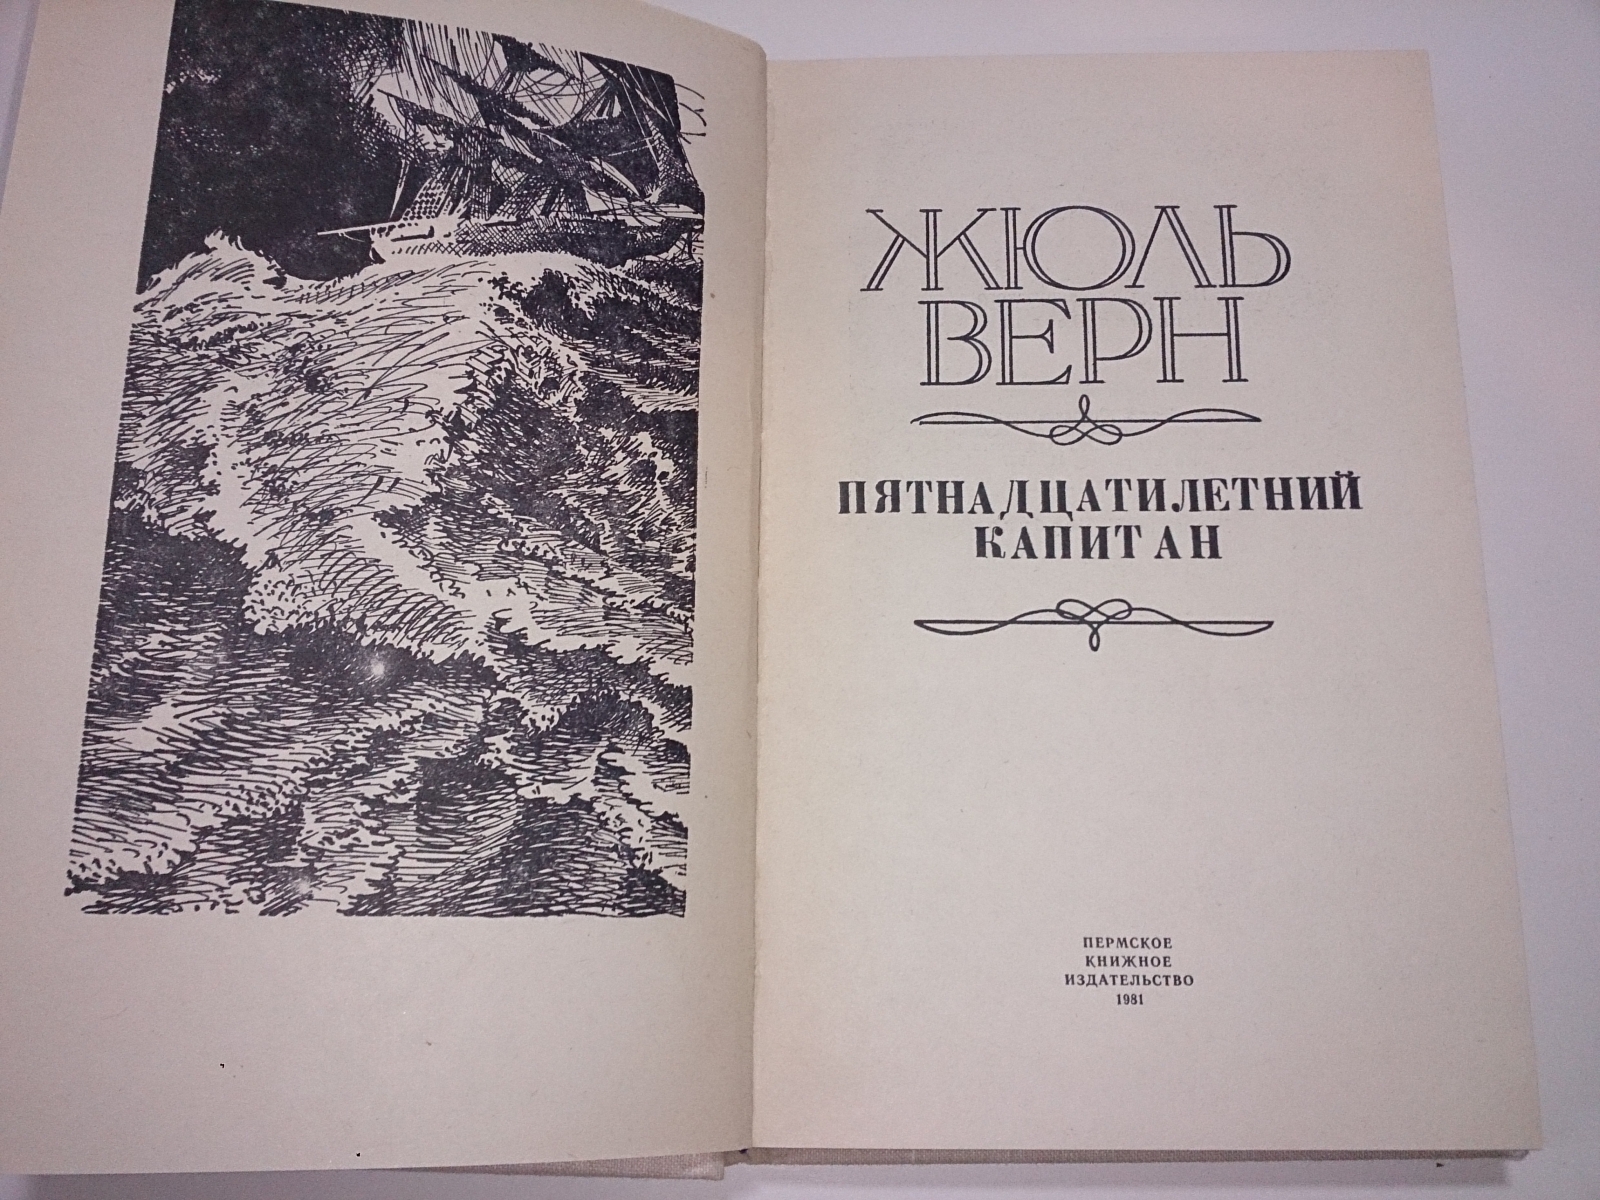 ЖЮЛЬ
ВЕРН
ПЯТНАДЦАТИЛЕТНИЙ
КАПИТАН
ПЕРМСКОЕ
КНИЖНОЕ
ИЗДАТЕЛЬСТВО
1981